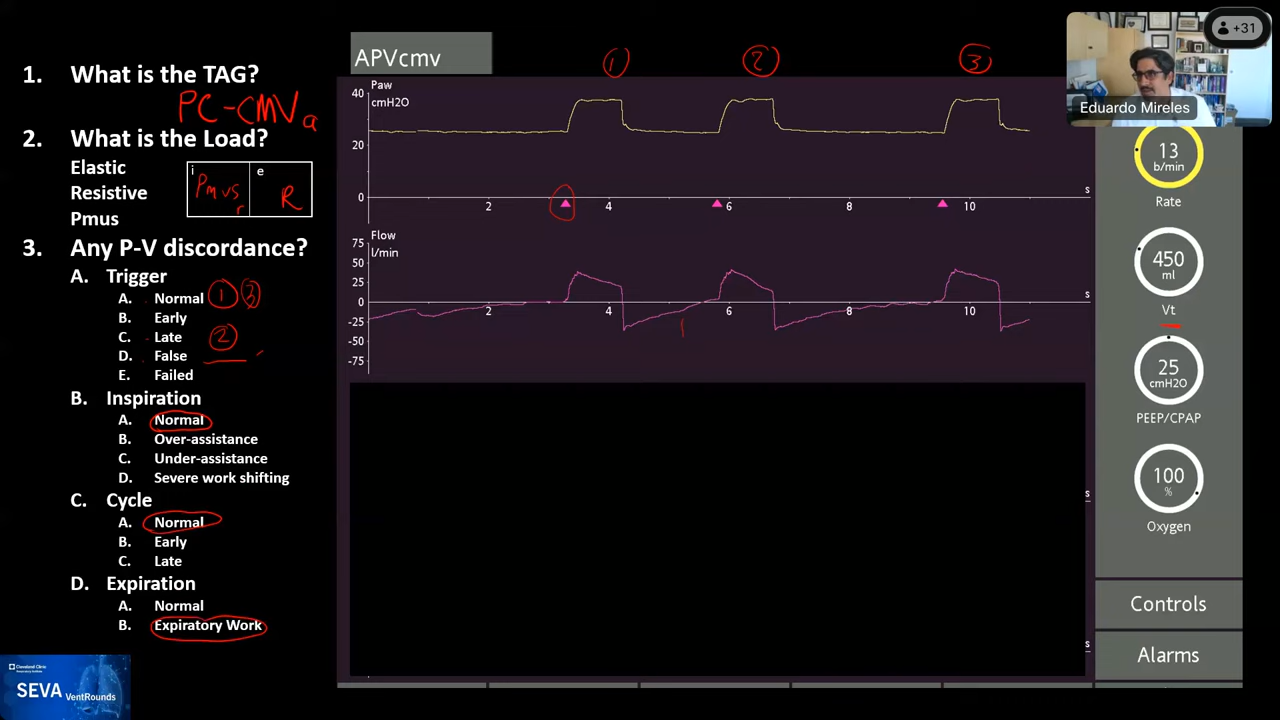 1. What is the TAG?
PC-CMVa
2. What is the Load?
Elastic
Resistive
Pmus
i e
Pmus r R
3. Any P-V discordance?
A. Trigger
A. Normal 1 3
B. Early
C. Late 2
D. False
E. Failed
B. Inspiration
A. Normal
B. Over-assistance
C. Under-assistance
D. Severe work shifting
C. Cycle
A. Normal
B. Early
C. Late
D. Expiration
A. Normal
B. Expiratory Work
Cleveland Clinic
SEVA VentRounds
APVcmv
1 2 3
Paw
cmH2O
40
20
0
s
2 4 6 8 10
Flow
l/min
75
50
25
0
-25
-50
-75
s
2 4 6 8 10
s
s
+31
Eduardo Mireles
13
b/min
Rate
450
ml
Vt
25
cmH2O
PEEP/CPAP
100
%
Oxygen
Controls
Alarms